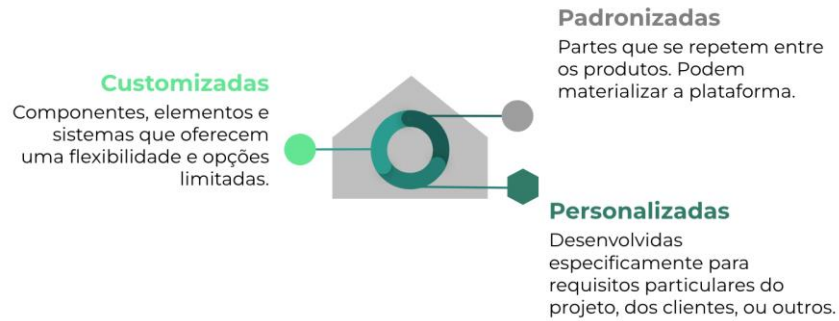 Padronizadas
Partes que se repetem entre
os produtos. Podem
materializar a plataforma.
Customizadas
Componentes, elementos e
sistemas que oferecem
uma flexibilidade e opções
limitadas.
Personalizadas
Desenvolvidas
especificamente para
requisitos particulares do
projeto, dos clientes, ou outros.